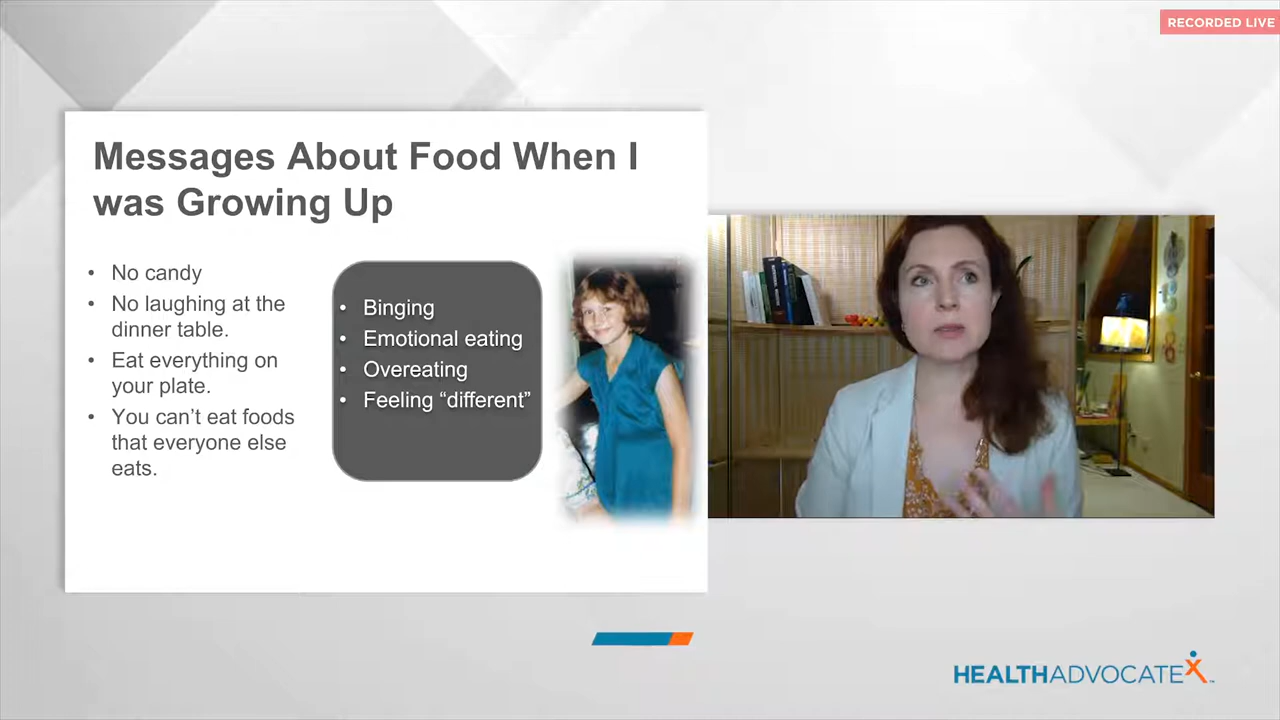 RECORDED LIVE
Messages About Food When I
was Growing Up
• No candy
• No laughing at the
dinner table.
• Eat everything on
your plate.
• You can’t eat foods
that everyone else
eats.
• Binging
• Emotional eating
• Overeating
• Feeling “different”
HEALTHADVOCATEX™